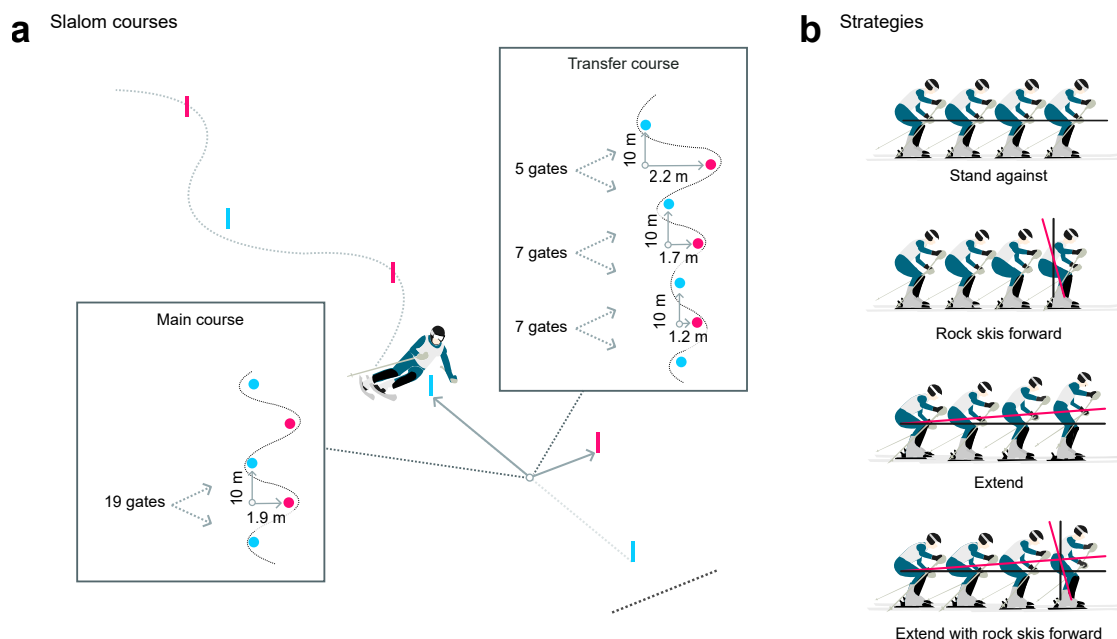 a
Slalom courses
Transfer course
10 m
5 gates
2.2 m
10 m
7 gates
1.7 m
10 m
7 gates
1.2 m
Main course
10 m
19 gates
1.9 m
b
Strategies
Stand against
Rock skis forward
Extend
Extend with rock skis forward